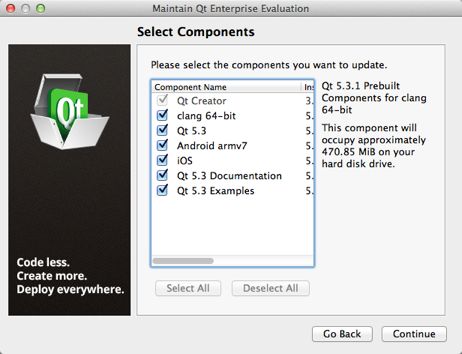 Maintain Qt Enterprise Evaluation
Select Components
Please select the components you want to update.
Component Name
Qt Creator 3.
clang 64-bit 5.
Qt 5.3 5.
Android armv7 5.
iOS 5.
Qt 5.3 Documentation 5.
Qt 5.3 Examples 5.
Qt 5.3.1 Prebuilt
Components for clang
64-bit
This component will
occupy approximately
470.85 MiB on your
hard disk drive.
Qt
Code less.
Create more.
Deploy everywhere.
Select All
Deselect All
Go Back
Continue